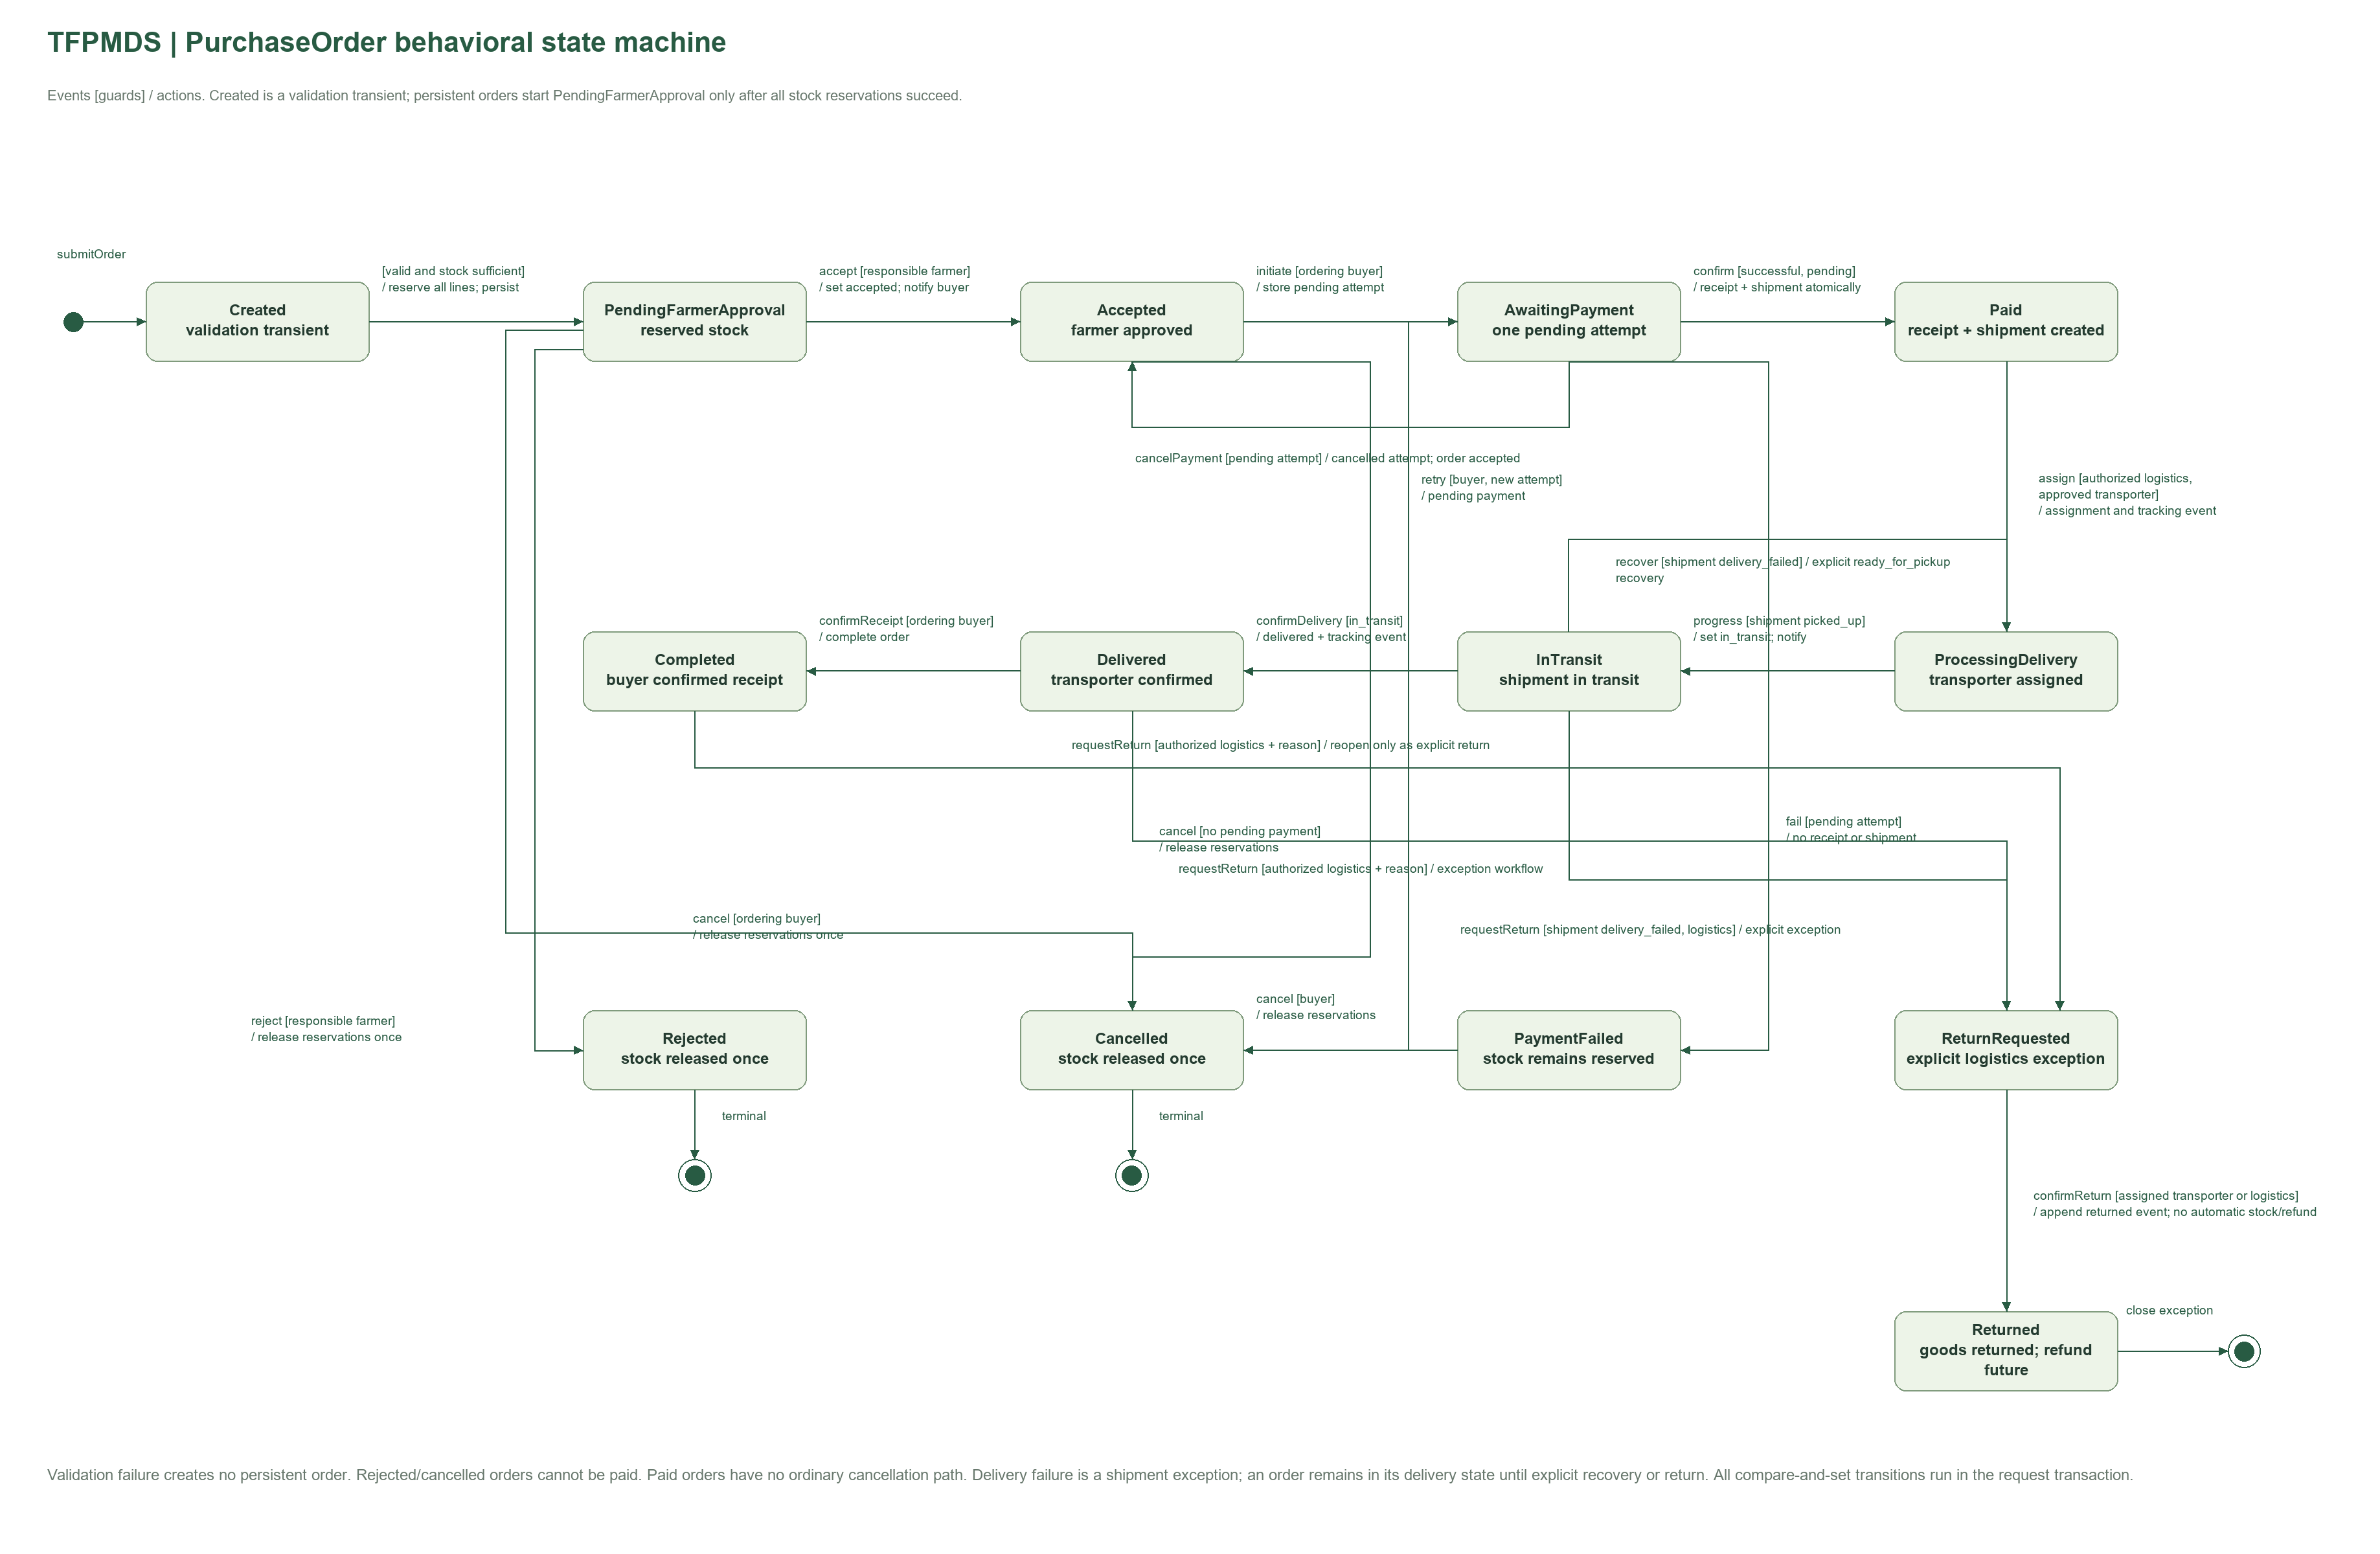 TFPMDS | PurchaseOrder behavioral state machine
Events [guards] / actions. Created is a validation transient; persistent orders start PendingFarmerApproval only after all stock reservations succeed.
submitOrder
Created
validation transient
[valid and stock sufficient]
/ reserve all lines; persist
PendingFarmerApproval
reserved stock
accept [responsible farmer]
/ set accepted; notify buyer
Accepted
farmer approved
initiate [ordering buyer]
/ store pending attempt
AwaitingPayment
one pending attempt
confirm [successful, pending]
/ receipt + shipment atomically
Paid
receipt + shipment created
cancelPayment [pending attempt] / cancelled attempt; order accepted
retry [buyer, new attempt]
/ pending payment
assign [authorized logistics,
approved transporter]
/ assignment and tracking event
recover [shipment delivery_failed] / explicit ready_for_pickup
recovery
Completed
buyer confirmed receipt
confirmReceipt [ordering buyer]
/ complete order
Delivered
transporter confirmed
confirmDelivery [in_transit]
/ delivered + tracking event
InTransit
shipment in transit
progress [shipment picked_up]
/ set in_transit; notify
ProcessingDelivery
transporter assigned
requestReturn [authorized logistics + reason] / reopen only as explicit return
cancel [no pending payment]
/ release reservations
fail [pending attempt]
/ no receipt or shipment
requestReturn [authorized logistics + reason] / exception workflow
cancel [ordering buyer]
/ release reservations once
requestReturn [shipment delivery_failed, logistics] / explicit exception
reject [responsible farmer]
/ release reservations once
Rejected
stock released once
Cancelled
stock released once
cancel [buyer]
/ release reservations
PaymentFailed
stock remains reserved
ReturnRequested
explicit logistics exception
terminal
terminal
confirmReturn [assigned transporter or logistics]
/ append returned event; no automatic stock/refund
Returned
goods returned; refund
future
close exception
Validation failure creates no persistent order. Rejected/cancelled orders cannot be paid. Paid orders have no ordinary cancellation path. Delivery failure is a shipment exception; an order remains in its delivery state until explicit recovery or return. All compare-and-set transitions run in the request transaction.